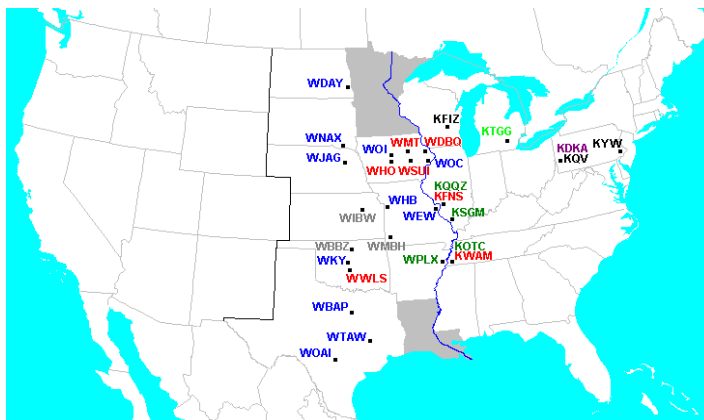 WDAY
KFIZ
KTGG
WNAX
WOI
WMT
WDBQ
KDKA
KYW
WJAG
WHO
WSUI
WOC
KQV
KQQZ
WHB
KFNS
WIBW
WEW
KSGM
WBBZ
WMBH
KOTC
WKY
WPLX
KWAM
WWLS
WBAP
WTAW
WOAI